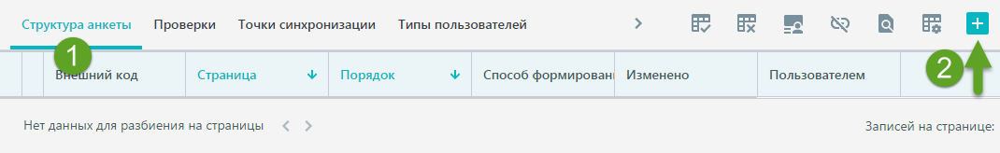 Структура анкеты Проверки Точки синхронизации Типы пользователей
1 2
Внешний код Страница Порядок Способ формирован Изменено Пользователем
Нет данных для разбиения на страницы Записей на странице: